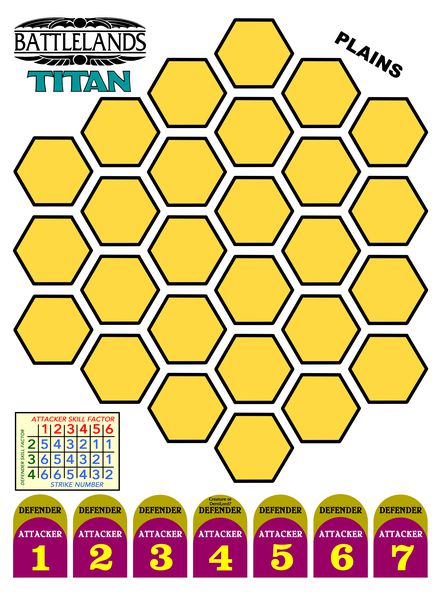 BATTLELANDS
TITAN
PLAINS
ATTACKER SKILL FACTOR
1 2 3 4 5 6
DEFENDER SKILL FACTOR
2 5 4 3 2 1 1
3 6 5 4 3 2 1
4 6 6 5 4 3 2
STRIKE NUMBER
DEFENDER
ATTACKER
1
DEFENDER
ATTACKER
2
DEFENDER
ATTACKER
3
Creature or
DemiLord?
DEFENDER
ATTACKER
4
DEFENDER
ATTACKER
5
DEFENDER
ATTACKER
6
DEFENDER
ATTACKER
7